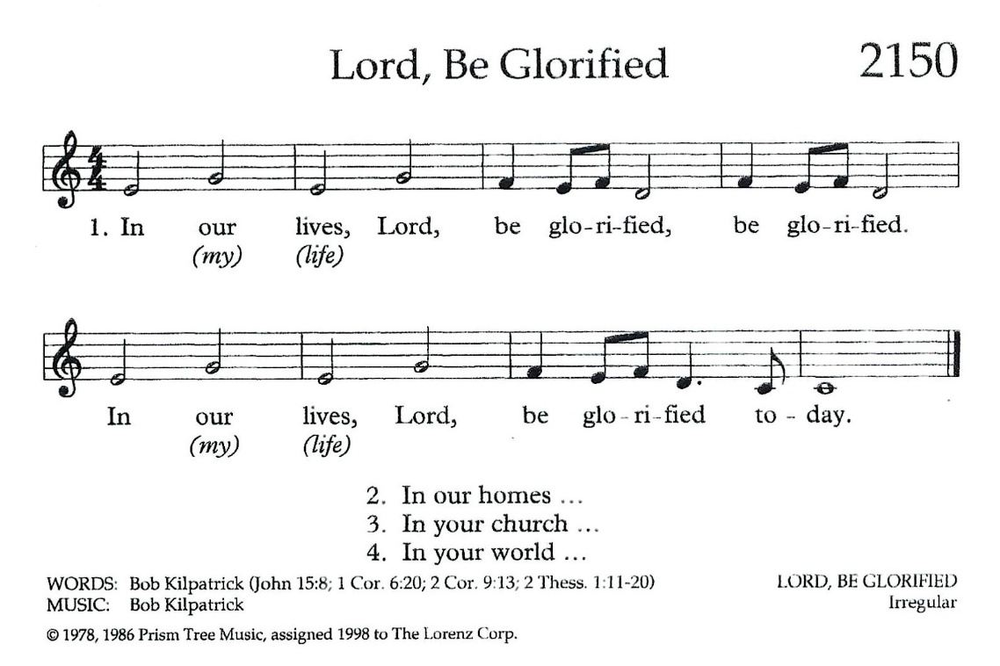 Lord, Be Glorified 2150
4
4
1. In our lives, Lord, be glo-ri-fied, be glo-ri-fied.
(my) (life)
In our lives, Lord, be glo-ri-fied to-day.
(my) (life)
2. In our homes ...
3. In your church ...
4. In your world ...
WORDS: Bob Kilpatrick (John 15:8; 1 Cor. 6:20; 2 Cor. 9:13; 2 Thess. 1:11-20) LORD, BE GLORIFIED
MUSIC: Bob Kilpatrick Irregular
© 1978, 1986 Prism Tree Music, assigned 1998 to The Lorenz Corp.